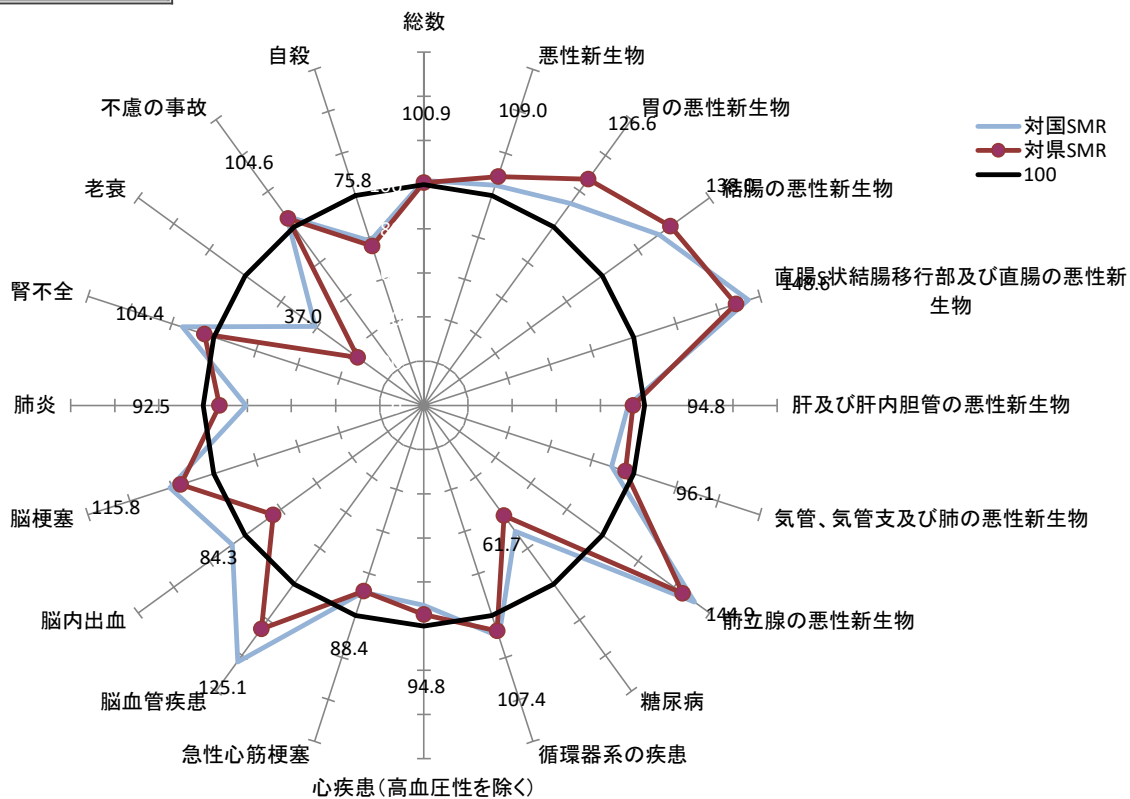 総数
自殺
悪性新生物
不慮の事故
胃の悪性新生物
100.9
109.0
126.6
対国SMR
対県SMR
100
104.6
75.8
老衰
結腸の悪性新生物
腎不全
104.4
37.0
直腸S状結腸移行部及び直腸の悪性新
生物
148.6
肺炎
92.5
94.8
肝及び肝内胆管の悪性新生物
脳梗塞
115.8
96.1
気管、気管支及び肺の悪性新生物
84.3
61.7
脳内出血
144.9
前立腺の悪性新生物
88.4
脳血管疾患
125.1
94.8
107.4
糖尿病
急性心筋梗塞
循環器系の疾患
心疾患(高血圧性を除く)